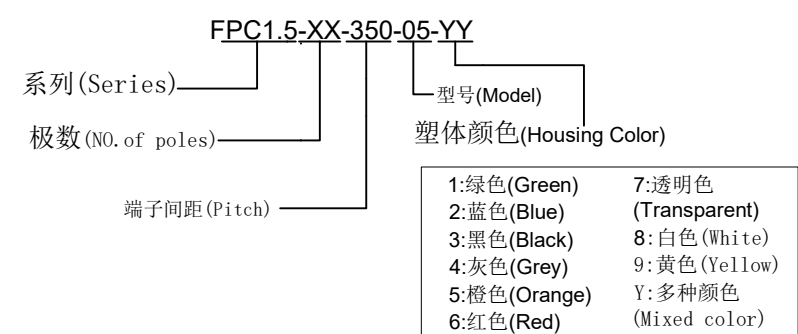 FPC1.5-XX-350-05-YY
系列(Series)
型号(Model)
极数(NO.of poles)
塑体颜色(Housing Color)
端子间距(Pitch)
1:绿色(Green)
2:蓝色(Blue)
3:黑色(Black)
4:灰色(Grey)
5:橙色(Orange)
6:红色(Red)
7:透明色
(Transparent)
8:白色(White)
9:黄色(Yellow)
Y:多种颜色
(Mixed color)